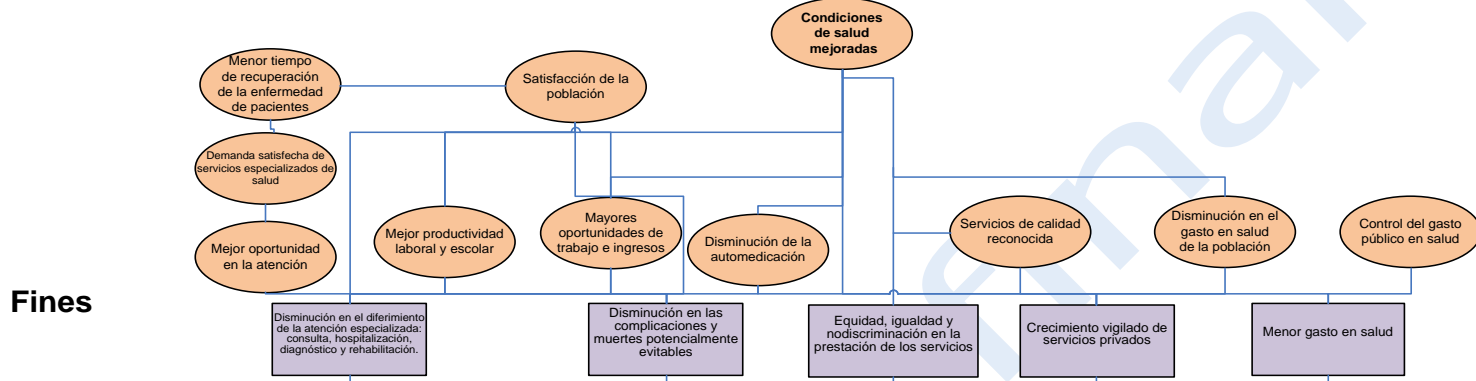 Condiciones
de salud
mejoradas
Menor tiempo
de recuperación
de la enfermedad
de pacientes
Satisfacción de la
población
Demanda satisfecha de
servicios especializados de
salud
Mejor oportunidad
en la atención
Mejor productividad
laboral y escolar
Mayores
oportunidades de
trabajo e ingresos
Disminución de la
automedicación
Servicios de calidad
reconocida
Disminución en el
gasto en salud
de la población
Control del gasto
público en salud
Fines
Disminución en el diferimiento
de la atención especializada:
consulta, hospitalización,
diagnóstico y rehabilitación.
Disminución en las
complicaciones y
muertes potencialmente
evitables
Equidad, igualdad y
nodiscriminación en la
prestación de los servicios
Crecimiento vigilado de
servicios privados
Menor gasto en salud